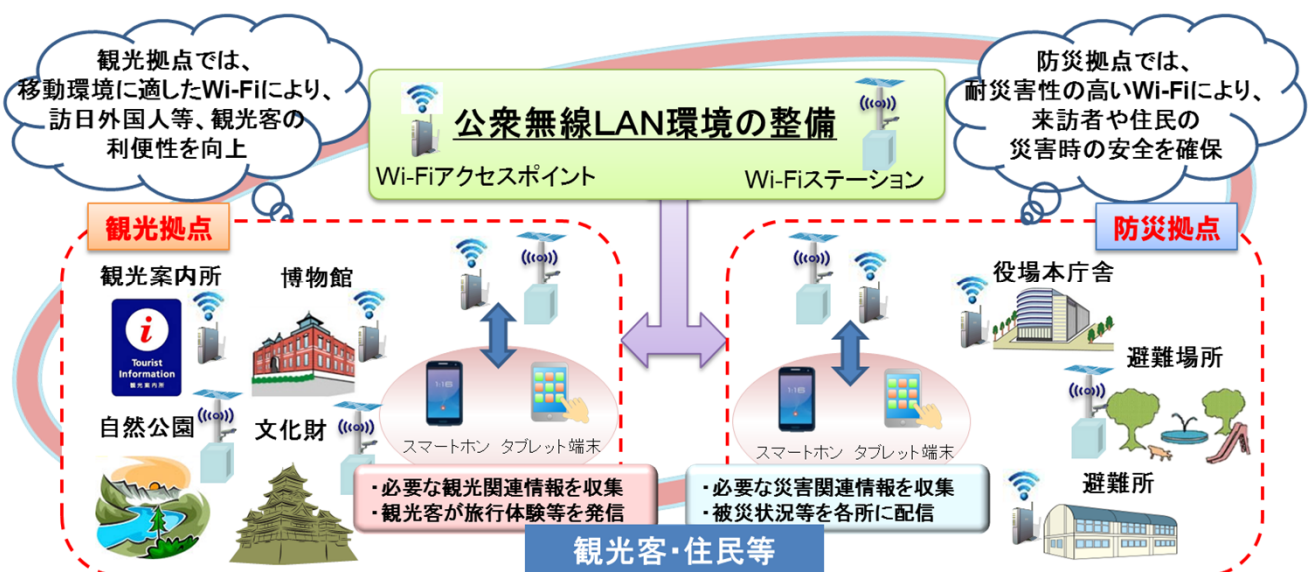 観光拠点では、
移動環境に適したWi-Fiにより、
訪日外国人等、観光客の
利便性を向上
公衆無線LAN環境の整備
Wi-Fiアクセスポイント
Wi-Fiステーション
防災拠点では、
耐災害性の高いWi-Fiにより、
来訪者や住民の
災害時の安全を確保
観光拠点
観光案内所
博物館
i
Tourist
Information
観光案内所
自然公園
文化財
1:18
スマートホン タブレット端末
・必要な観光関連情報を収集
・観光客が旅行体験等を発信
防災拠点
役場本庁舎
避難場所
避難所
1:18
スマートホン タブレット端末
・必要な災害関連情報を収集
・被災状況等を各所に配信
観光客・住民等